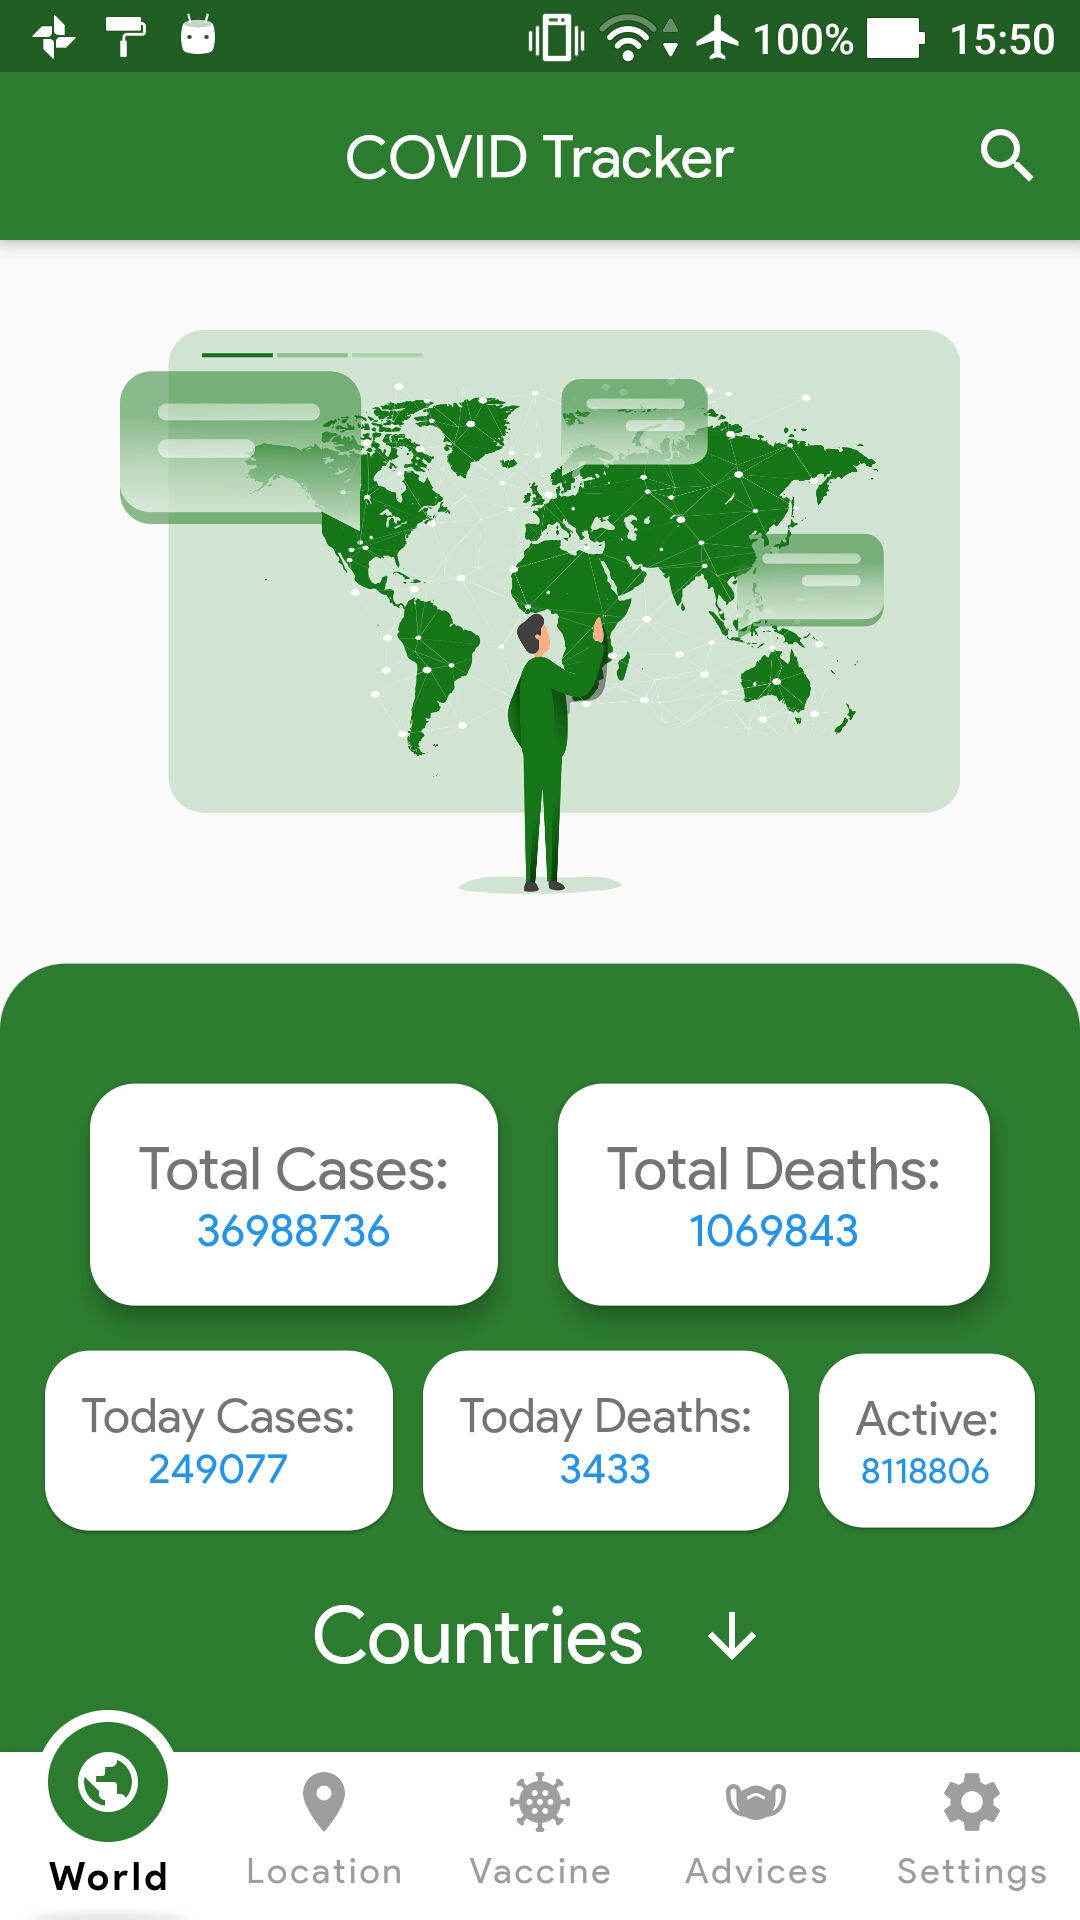 100% 15:50
COVID Tracker
Total Cases: Total Deaths:
36988736 1069843
Today Cases: Today Deaths: Active:
249077 3433 8118806
Countries
World Location Vaccine Advices Settings